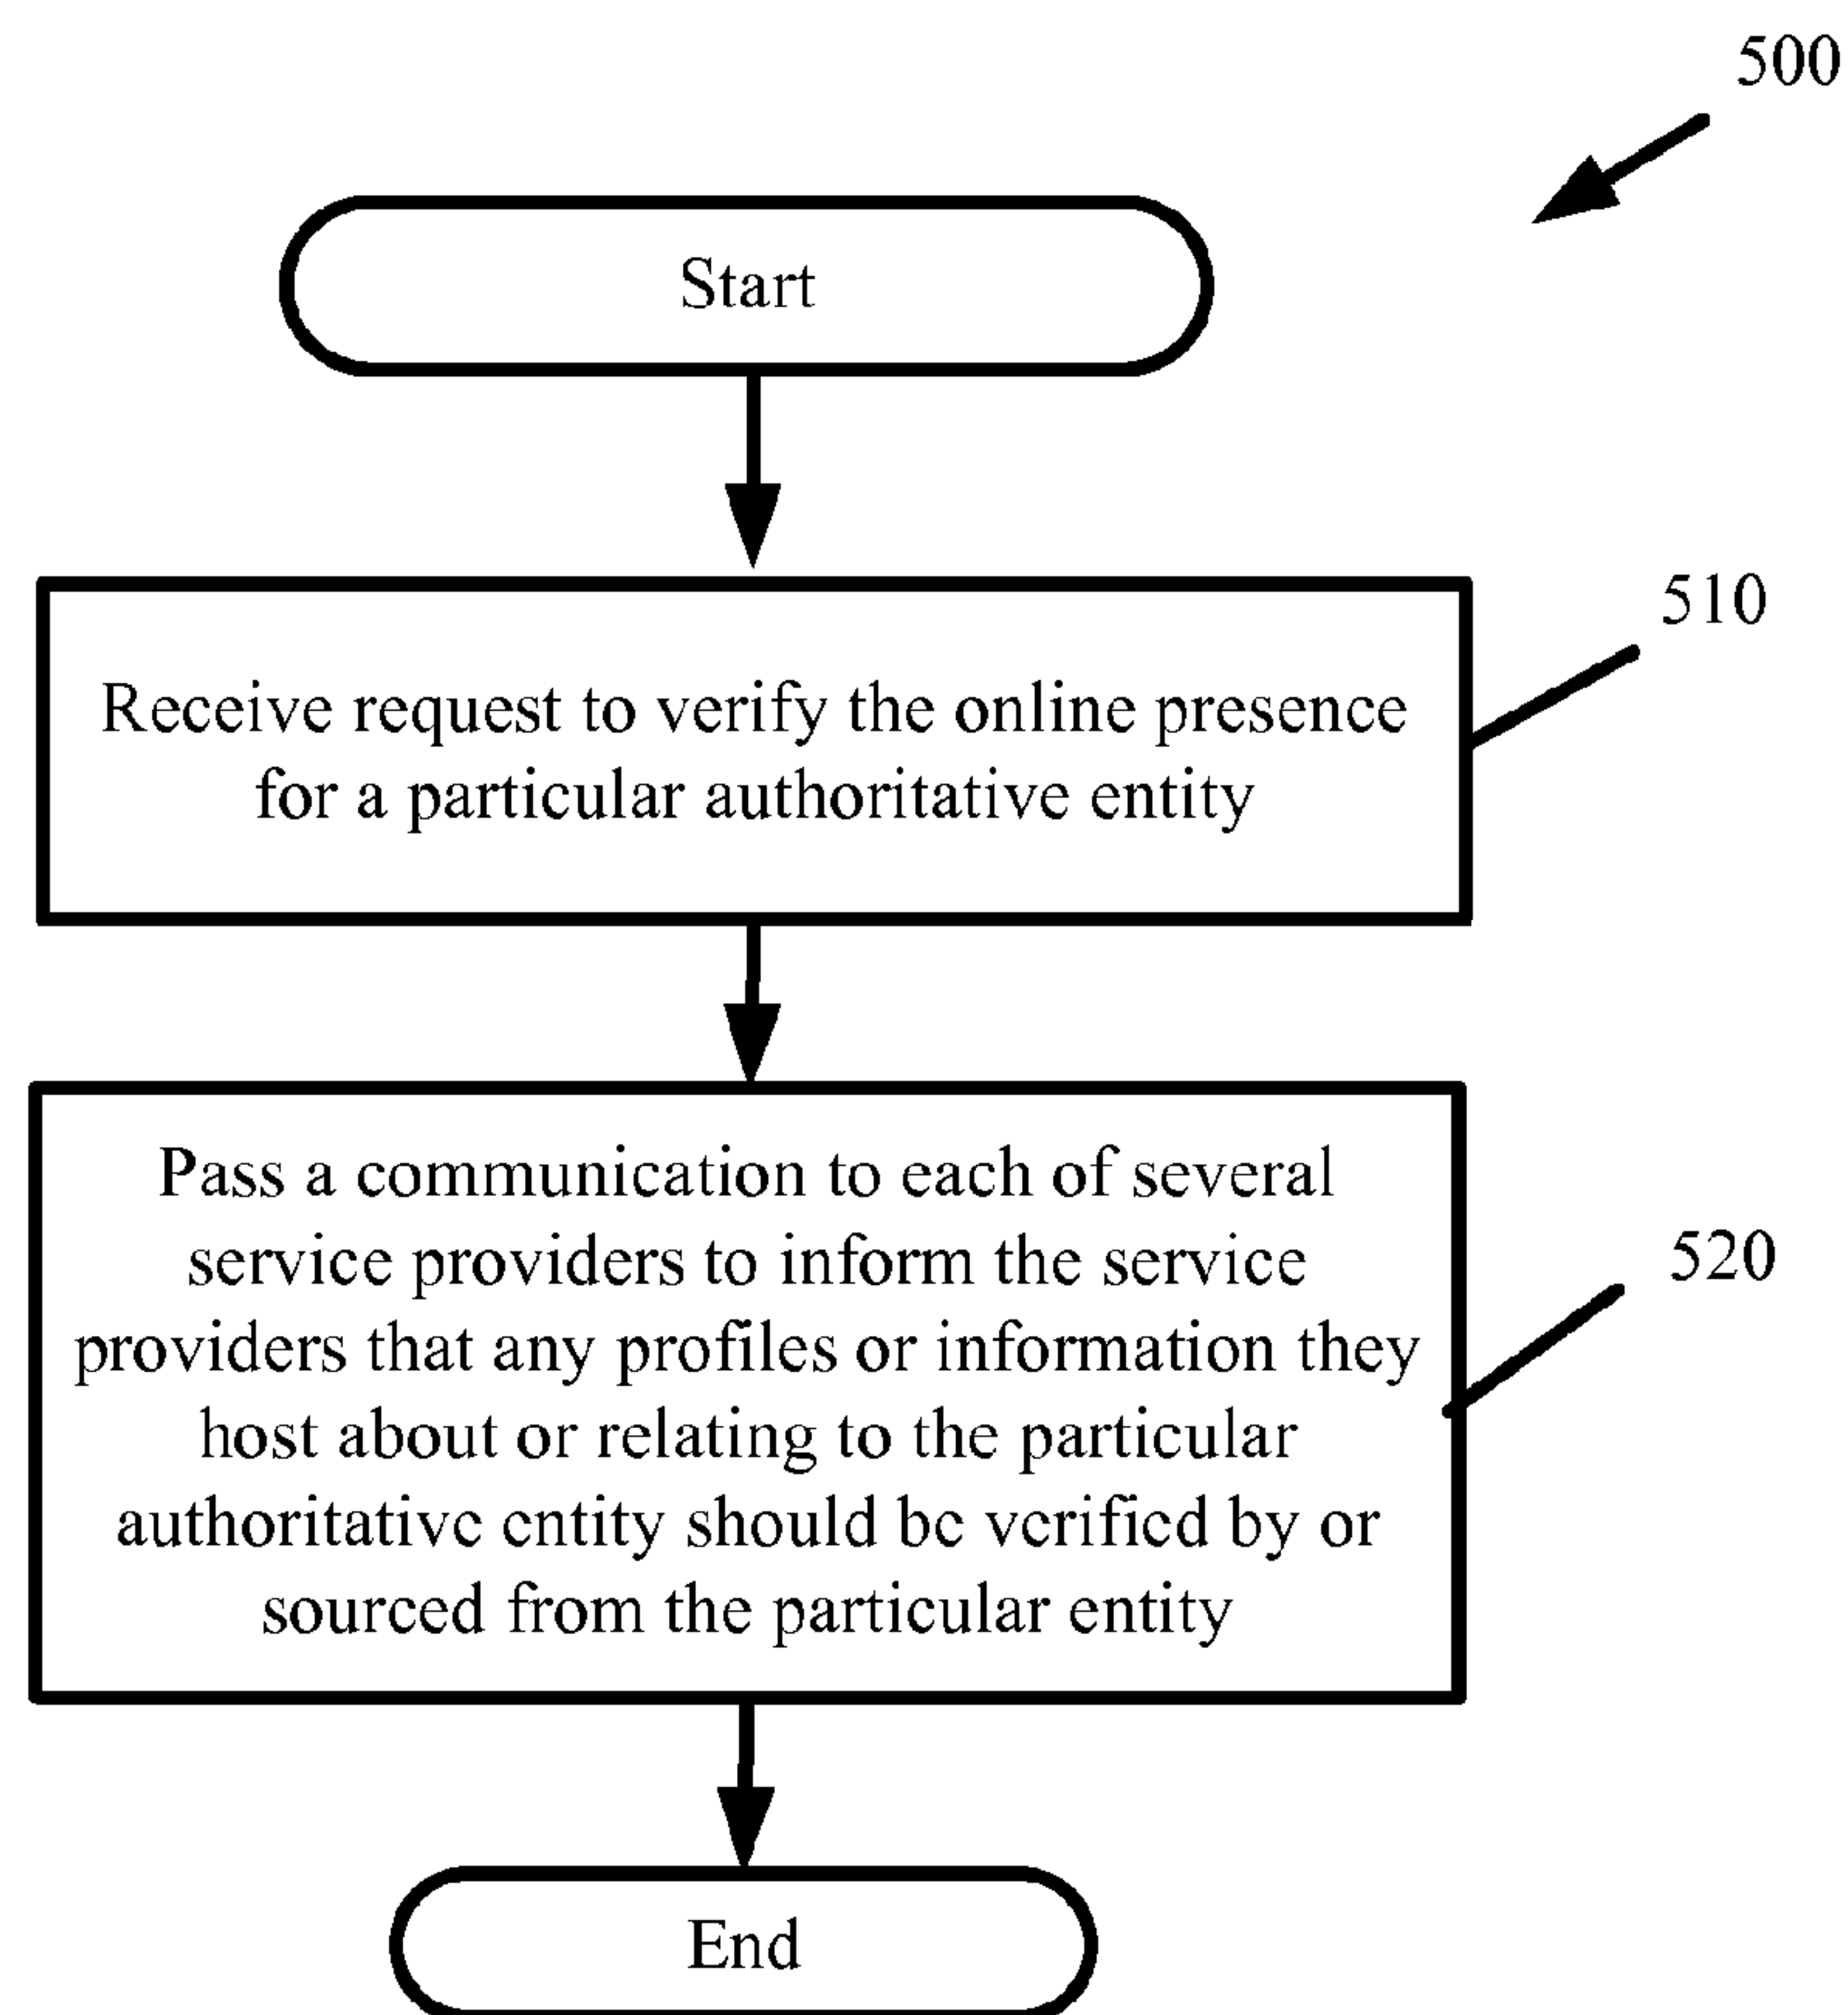 500
Start
510
Receive request to verify the online presence
for a particular authoritative entity
Pass a communication to each of several
service providers to inform the service
providers that any profiles or information they
host about or relating to the particular
authoritative entity should be verified by or
sourced from the particular entity
520
End